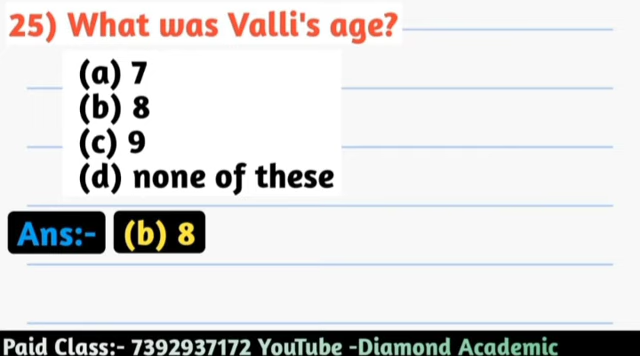 25) What was Valli's age?
(a) 7
(b) 8
(c) 9
(d) none of these
Ans:- (b) 8
Paid Class:- 7392937172 YouTube -Diamond Academic